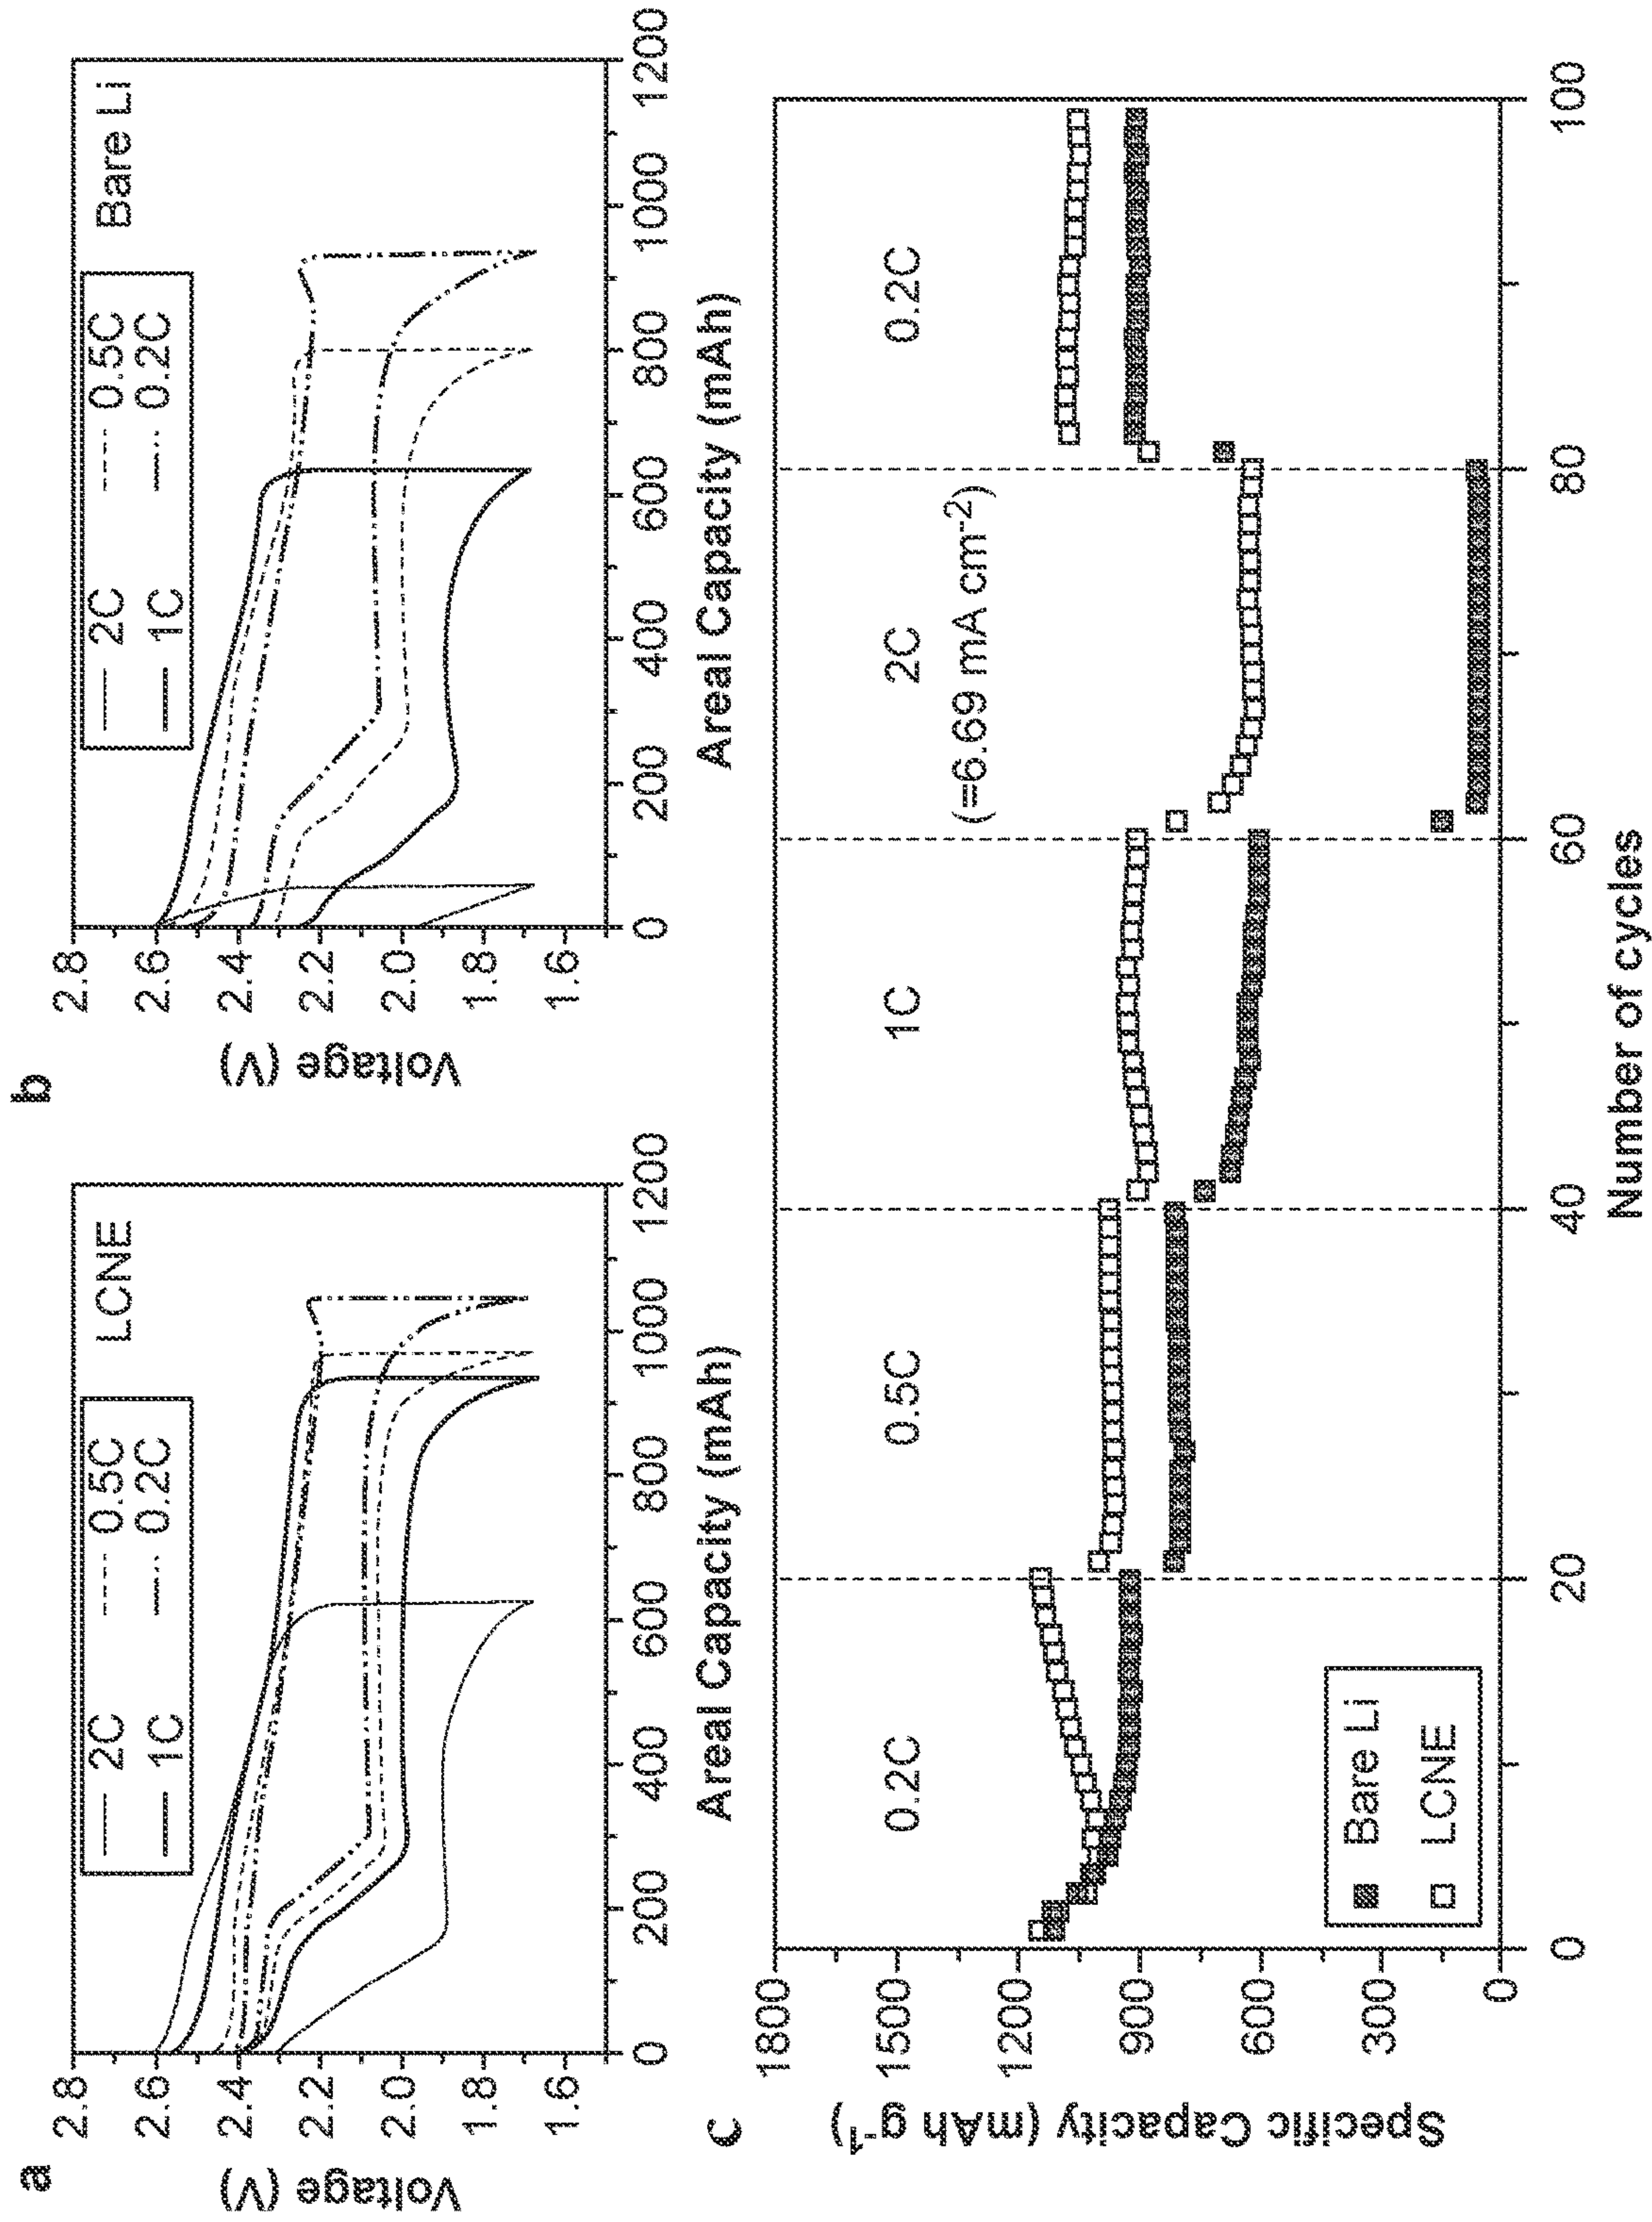 a
LCNE
2C 0.5C
1C 0.2C
2.8
2.6
2.4
2.2
2.0
1.8
1.6
Voltage (V)
0 200 400 600 800 1000 1200
Areal Capacity (mAh)
b
Bare Li
2C 0.5C
1C 0.2C
2.8
2.6
2.4
2.2
2.0
1.8
1.6
Voltage (V)
0 200 400 600 800 1000 1200
Areal Capacity (mAh)
c
0.2C 0.5C 1C 2C 0.2C
(=6.69 mA cm⁻²)
Bare Li
LCNE
1800
1500
1200
900
600
300
0
Specific Capacity (mAh g⁻¹)
0 20 40 60 80 100
Number of cycles